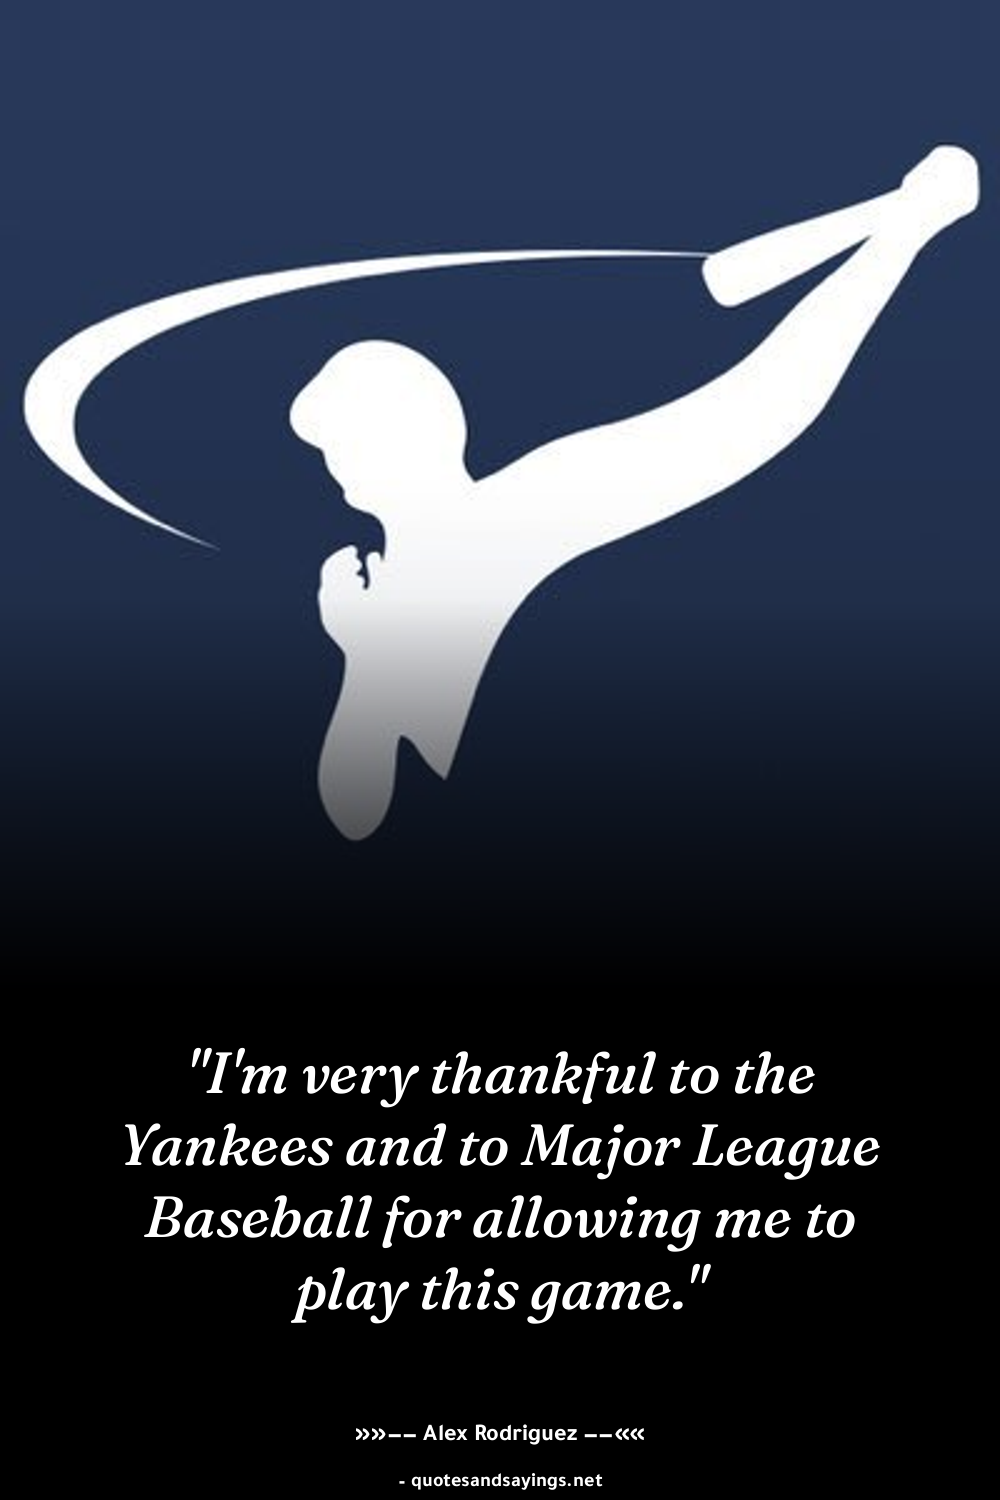 "I'm very thankful to the
Yankees and to Major League
Baseball for allowing me to
play this game."
»»–– Alex Rodriguez ––««
- quotesandsayings.net